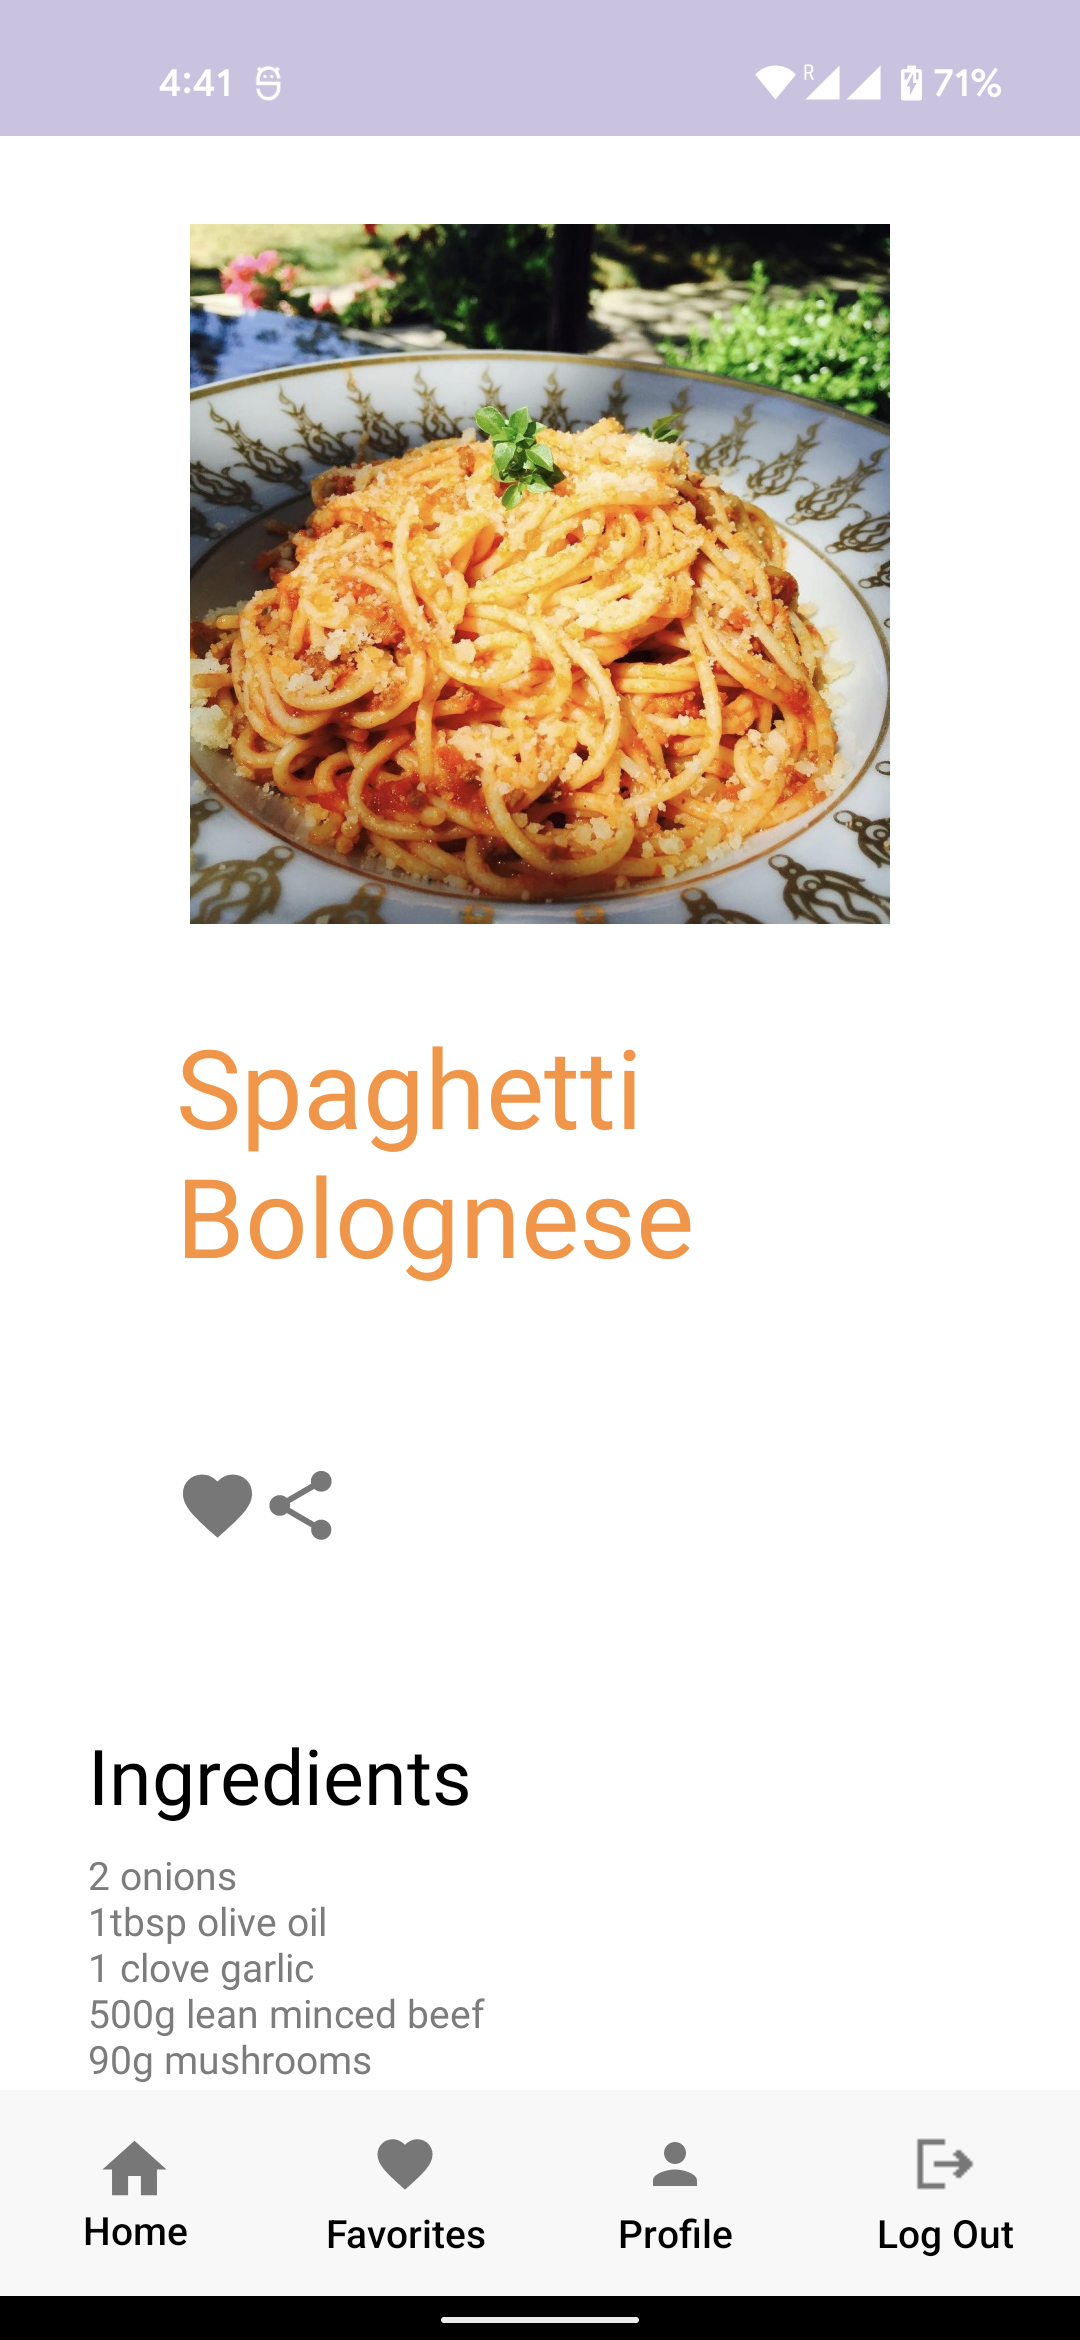 4:41
R
71%
Spaghetti
Bolognese
Ingredients
2 onions
1tbsp olive oil
1 clove garlic
500g lean minced beef
90g mushrooms
Home
Favorites
Profile
Log Out